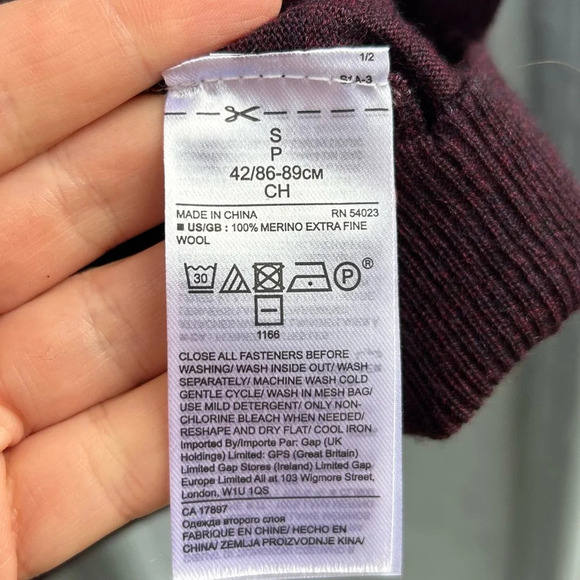 1/2
S
P
42/86-89CM
CH
MADE IN CHINA RN 54023
■ US/GB : 100% MERINO EXTRA FINE
WOOL
30 P ®
1166
CLOSE ALL FASTENERS BEFORE
WASHING/ WASH INSIDE OUT/ WASH
SEPARATELY/ MACHINE WASH COLD
GENTLE CYCLE/ WASH IN MESH BAG/
USE MILD DETERGENT/ ONLY NON-
CHLORINE BLEACH WHEN NEEDED/
RESHAPE AND DRY FLAT/ COOL IRON
Imported By/Importe Par: Gap (UK
Holdings) Limited: GPS (Great Britain)
Limited Gap Stores (Ireland) Limited Gap
Europe Limited All at 103 Wigmore Street,
London, W1U 1QS
CA 17897
Одежда второго слоя
FABRIQUE EN CHINE/ HECHO EN
CHINA/ ZEMLJA PROIZVODNJE KINA/